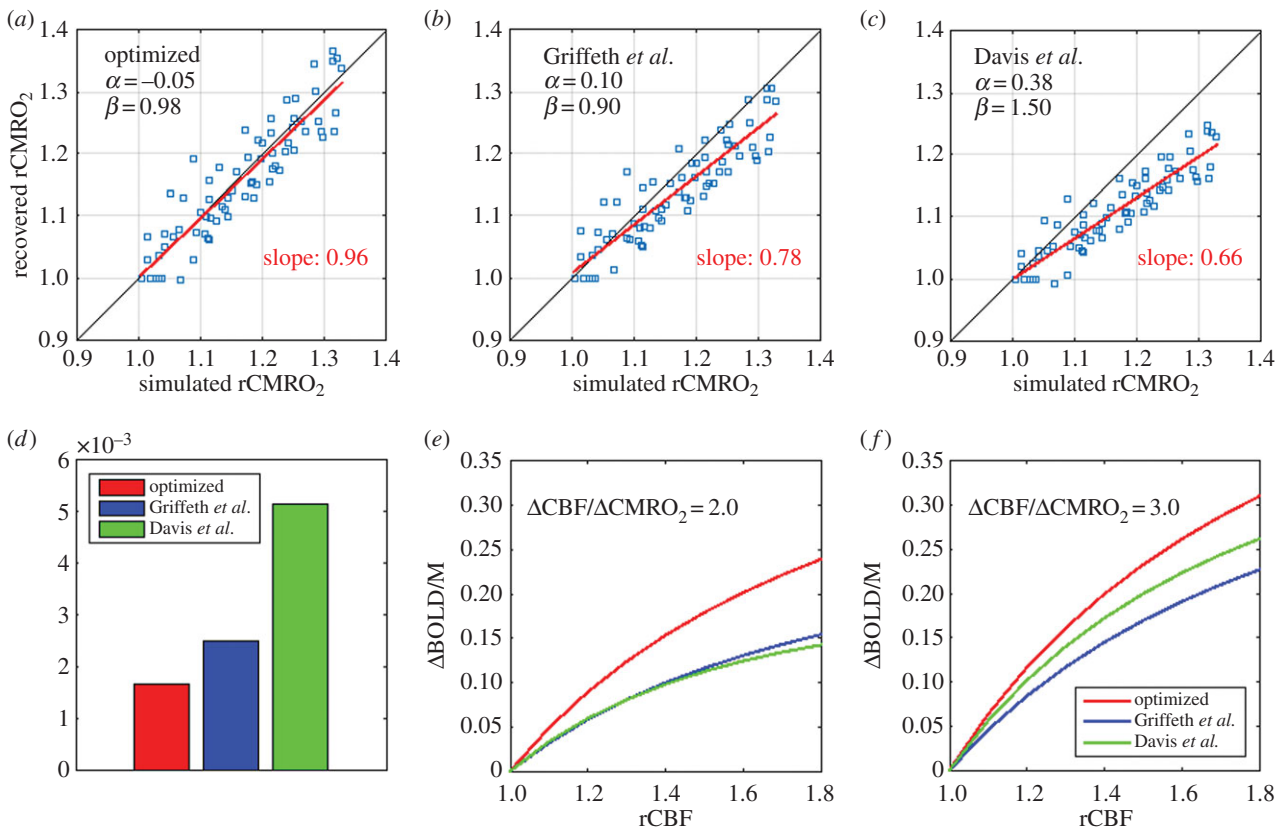 (a)
1.4
1.3
1.2
1.1
1.0
0.9
recovered rCMRO₂
optimized
α = –0.05
β = 0.98
slope: 0.96
0.9 1.0 1.1 1.2 1.3 1.4
simulated rCMRO₂
(b)
1.4
1.3
1.2
1.1
1.0
0.9
Griffeth et al.
α = 0.10
β = 0.90
slope: 0.78
0.9 1.0 1.1 1.2 1.3 1.4
simulated rCMRO₂
(c)
1.4
1.3
1.2
1.1
1.0
0.9
Davis et al.
α = 0.38
β = 1.50
slope: 0.66
0.9 1.0 1.1 1.2 1.3 1.4
simulated rCMRO₂
(d)
×10⁻³
6
5
4
3
2
1
0
optimized
Griffeth et al.
Davis et al.
(e)
0.35
0.30
0.25
0.20
0.15
0.10
0.05
0
ΔBOLD/M
ΔCBF/ΔCMRO₂ = 2.0
1.0 1.2 1.4 1.6 1.8
rCBF
(f)
0.35
0.30
0.25
0.20
0.15
0.10
0.05
0
ΔBOLD/M
ΔCBF/ΔCMRO₂ = 3.0
optimized
Griffeth et al.
Davis et al.
1.0 1.2 1.4 1.6 1.8
rCBF